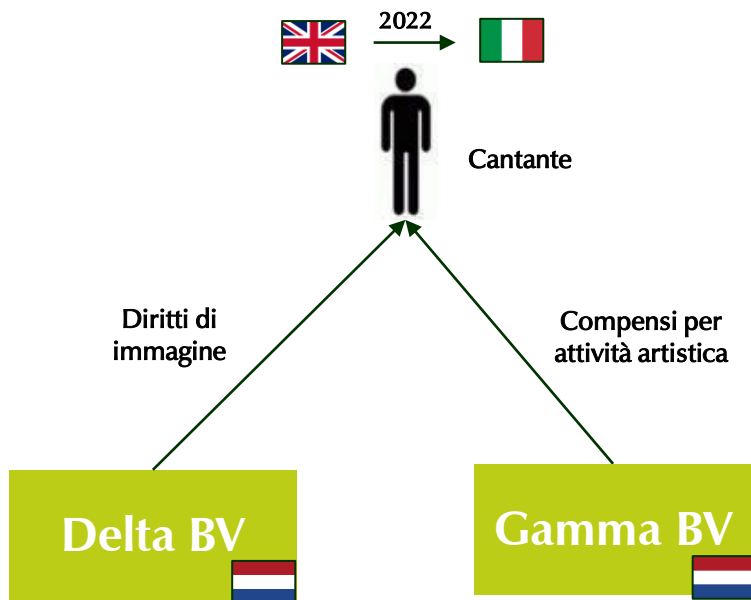 2022
Cantante
Diritti di
immagine
Compensi per
attività artistica
Delta BV
Gamma BV